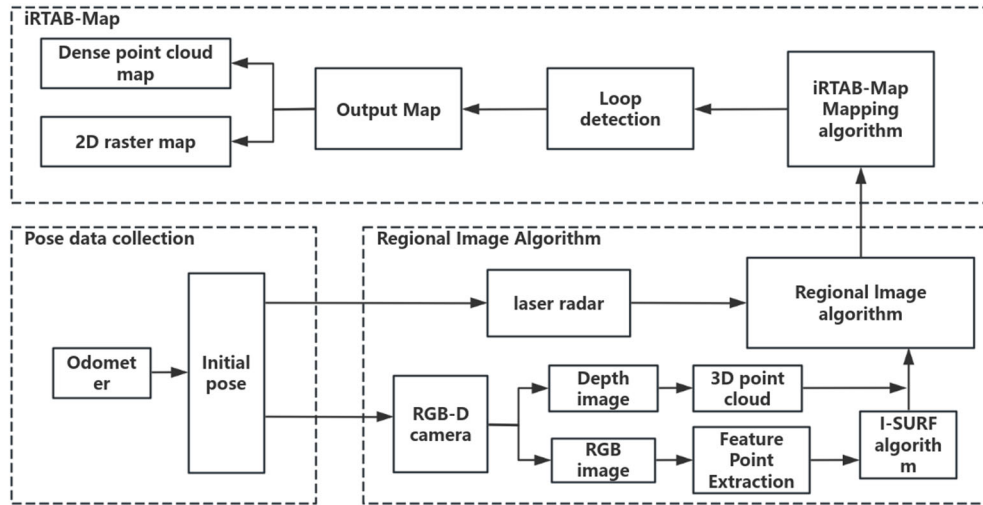 iRTAB-Map
Dense point cloud
map
2D raster map
Output Map
Loop
detection
iRTAB-Map
Mapping
algorithm
Pose data collection
Odomet
er
Initial
pose
Regional Image Algorithm
laser radar
Regional Image
algorithm
RGB-D
camera
Depth
image
3D point
cloud
RGB
image
Feature
Point
Extraction
I-SURF
algorith
m